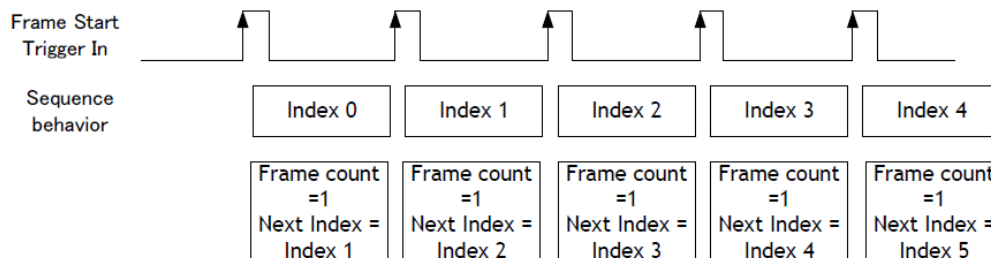 Frame Start
Trigger In
Sequence
behavior
Index 0
Index 1
Index 2
Index 3
Index 4
Frame count
=1
Next Index =
Index 1
Frame count
=1
Next Index =
Index 2
Frame count
=1
Next Index =
Index 3
Frame count
=1
Next Index =
Index 4
Frame count
=1
Next Index =
Index 5